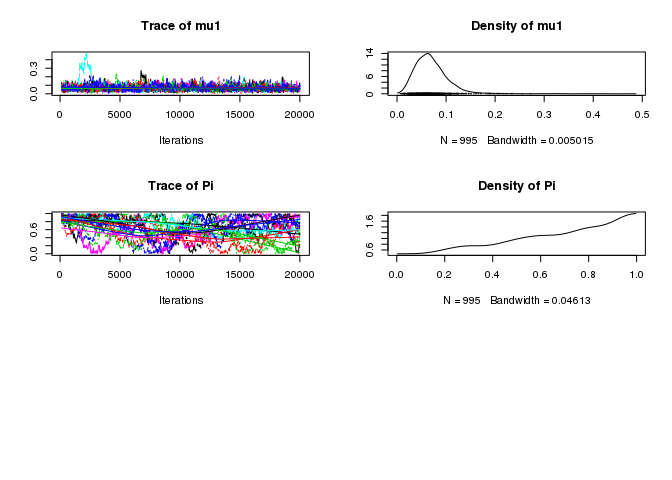 Trace of mu1
0.0 0.3
0 5000 10000 15000 20000
Iterations
Density of mu1
0 6 14
0.0 0.1 0.2 0.3 0.4 0.5
N = 995 Bandwidth = 0.005015
Trace of Pi
0.0 0.6
0 5000 10000 15000 20000
Iterations
Density of Pi
0.6 1.6
0.0 0.2 0.4 0.6 0.8 1.0
N = 995 Bandwidth = 0.04613